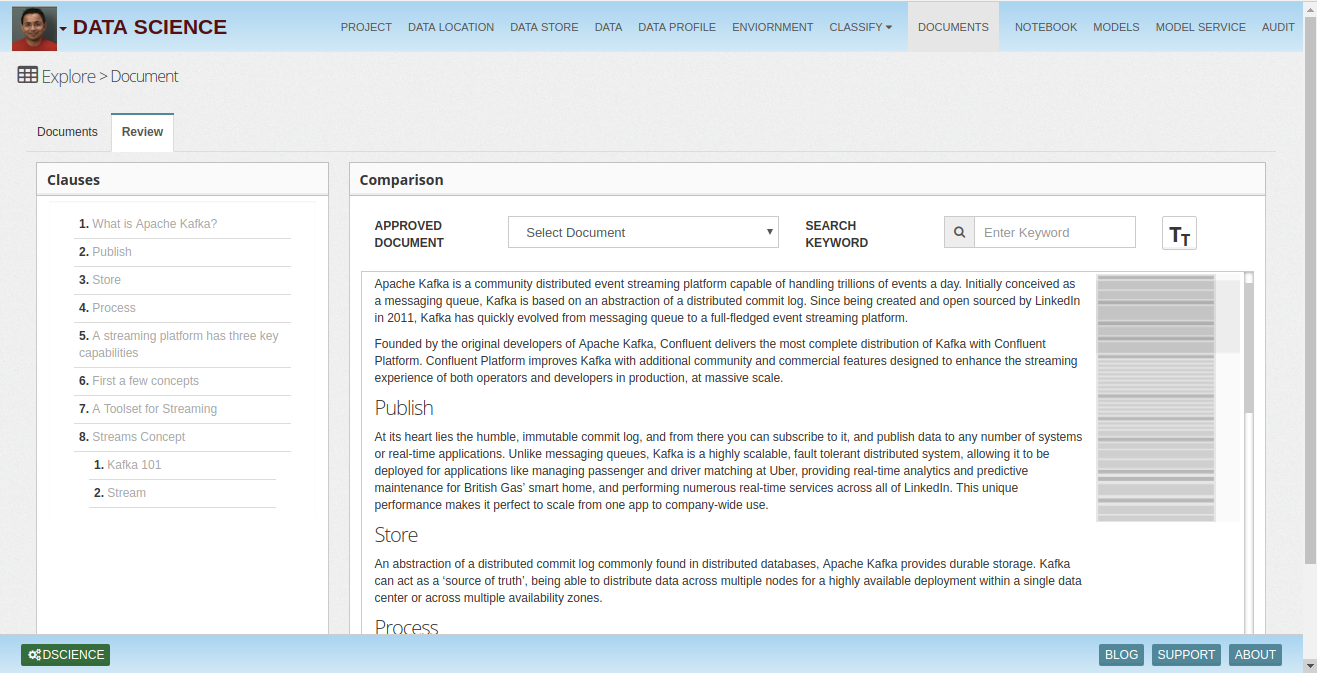 DATA SCIENCE
PROJECT DATA LOCATION DATA STORE DATA DATA PROFILE ENVIORNMENT CLASSIFY DOCUMENTS NOTEBOOK MODELS MODEL SERVICE AUDIT
Explore > Document
Documents Review
Clauses
1. What is Apache Kafka?
2. Publish
3. Store
4. Process
5. A streaming platform has three key
capabilities
6. First a few concepts
7. A Toolset for Streaming
8. Streams Concept
1. Kafka 101
2. Stream
Comparison
APPROVED
DOCUMENT
Select Document
SEARCH
KEYWORD
Enter Keyword
TT
Apache Kafka is a community distributed event streaming platform capable of handling trillions of events a day. Initially conceived as
a messaging queue, Kafka is based on an abstraction of a distributed commit log. Since being created and open sourced by LinkedIn
in 2011, Kafka has quickly evolved from messaging queue to a full-fledged event streaming platform.
Founded by the original developers of Apache Kafka, Confluent delivers the most complete distribution of Kafka with Confluent
Platform. Confluent Platform improves Kafka with additional community and commercial features designed to enhance the streaming
experience of both operators and developers in production, at massive scale.
Publish
At its heart lies the humble, immutable commit log, and from there you can subscribe to it, and publish data to any number of systems
or real-time applications. Unlike messaging queues, Kafka is a highly scalable, fault tolerant distributed system, allowing it to be
deployed for applications like managing passenger and driver matching at Uber, providing real-time analytics and predictive
maintenance for British Gas’ smart home, and performing numerous real-time services across all of LinkedIn. This unique
performance makes it perfect to scale from one app to company-wide use.
Store
An abstraction of a distributed commit log commonly found in distributed databases, Apache Kafka provides durable storage. Kafka
can act as a ‘source of truth’, being able to distribute data across multiple nodes for a highly available deployment within a single data
center or across multiple availability zones.
Process
DSCIENCE
BLOG SUPPORT ABOUT